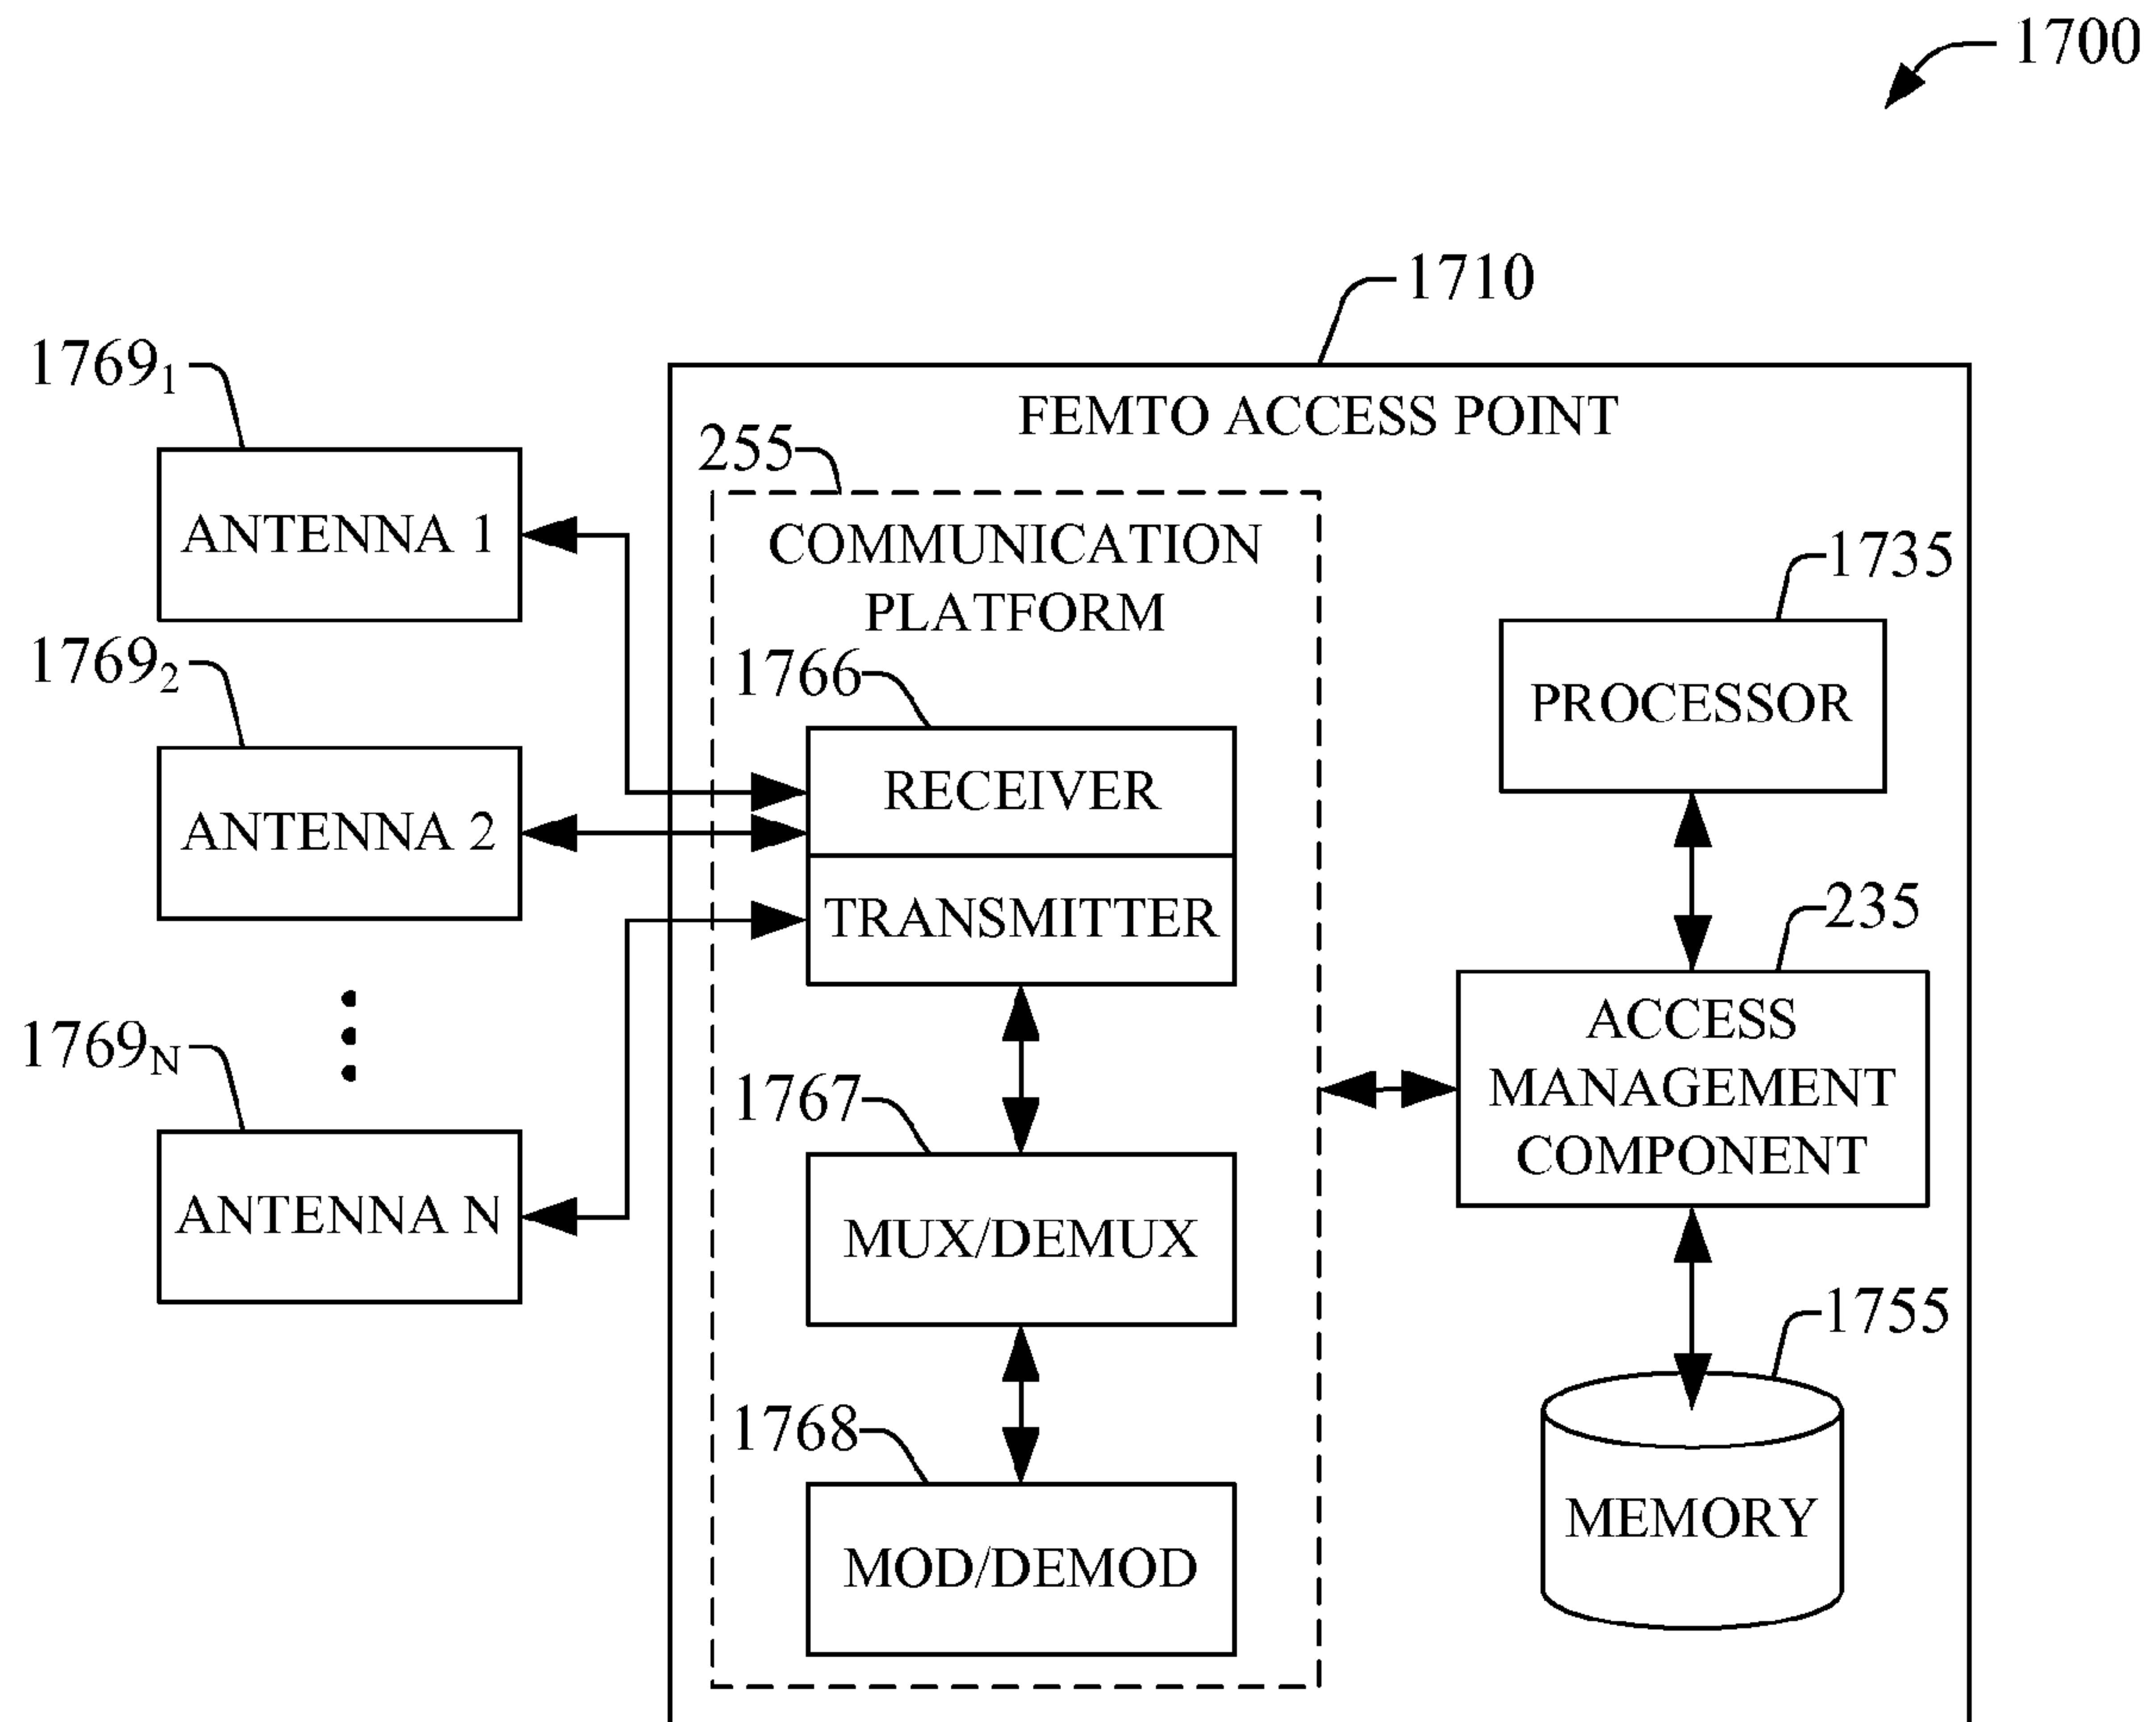 1700
1710
1769₁
FEMTO ACCESS POINT
255
ANTENNA 1
COMMUNICATION
PLATFORM
1735
1769₂
1766
PROCESSOR
RECEIVER
ANTENNA 2
235
TRANSMITTER
ACCESS
MANAGEMENT
COMPONENT
1769N
1767
ANTENNA N
MUX/DEMUX
1755
1768
MEMORY
MOD/DEMOD